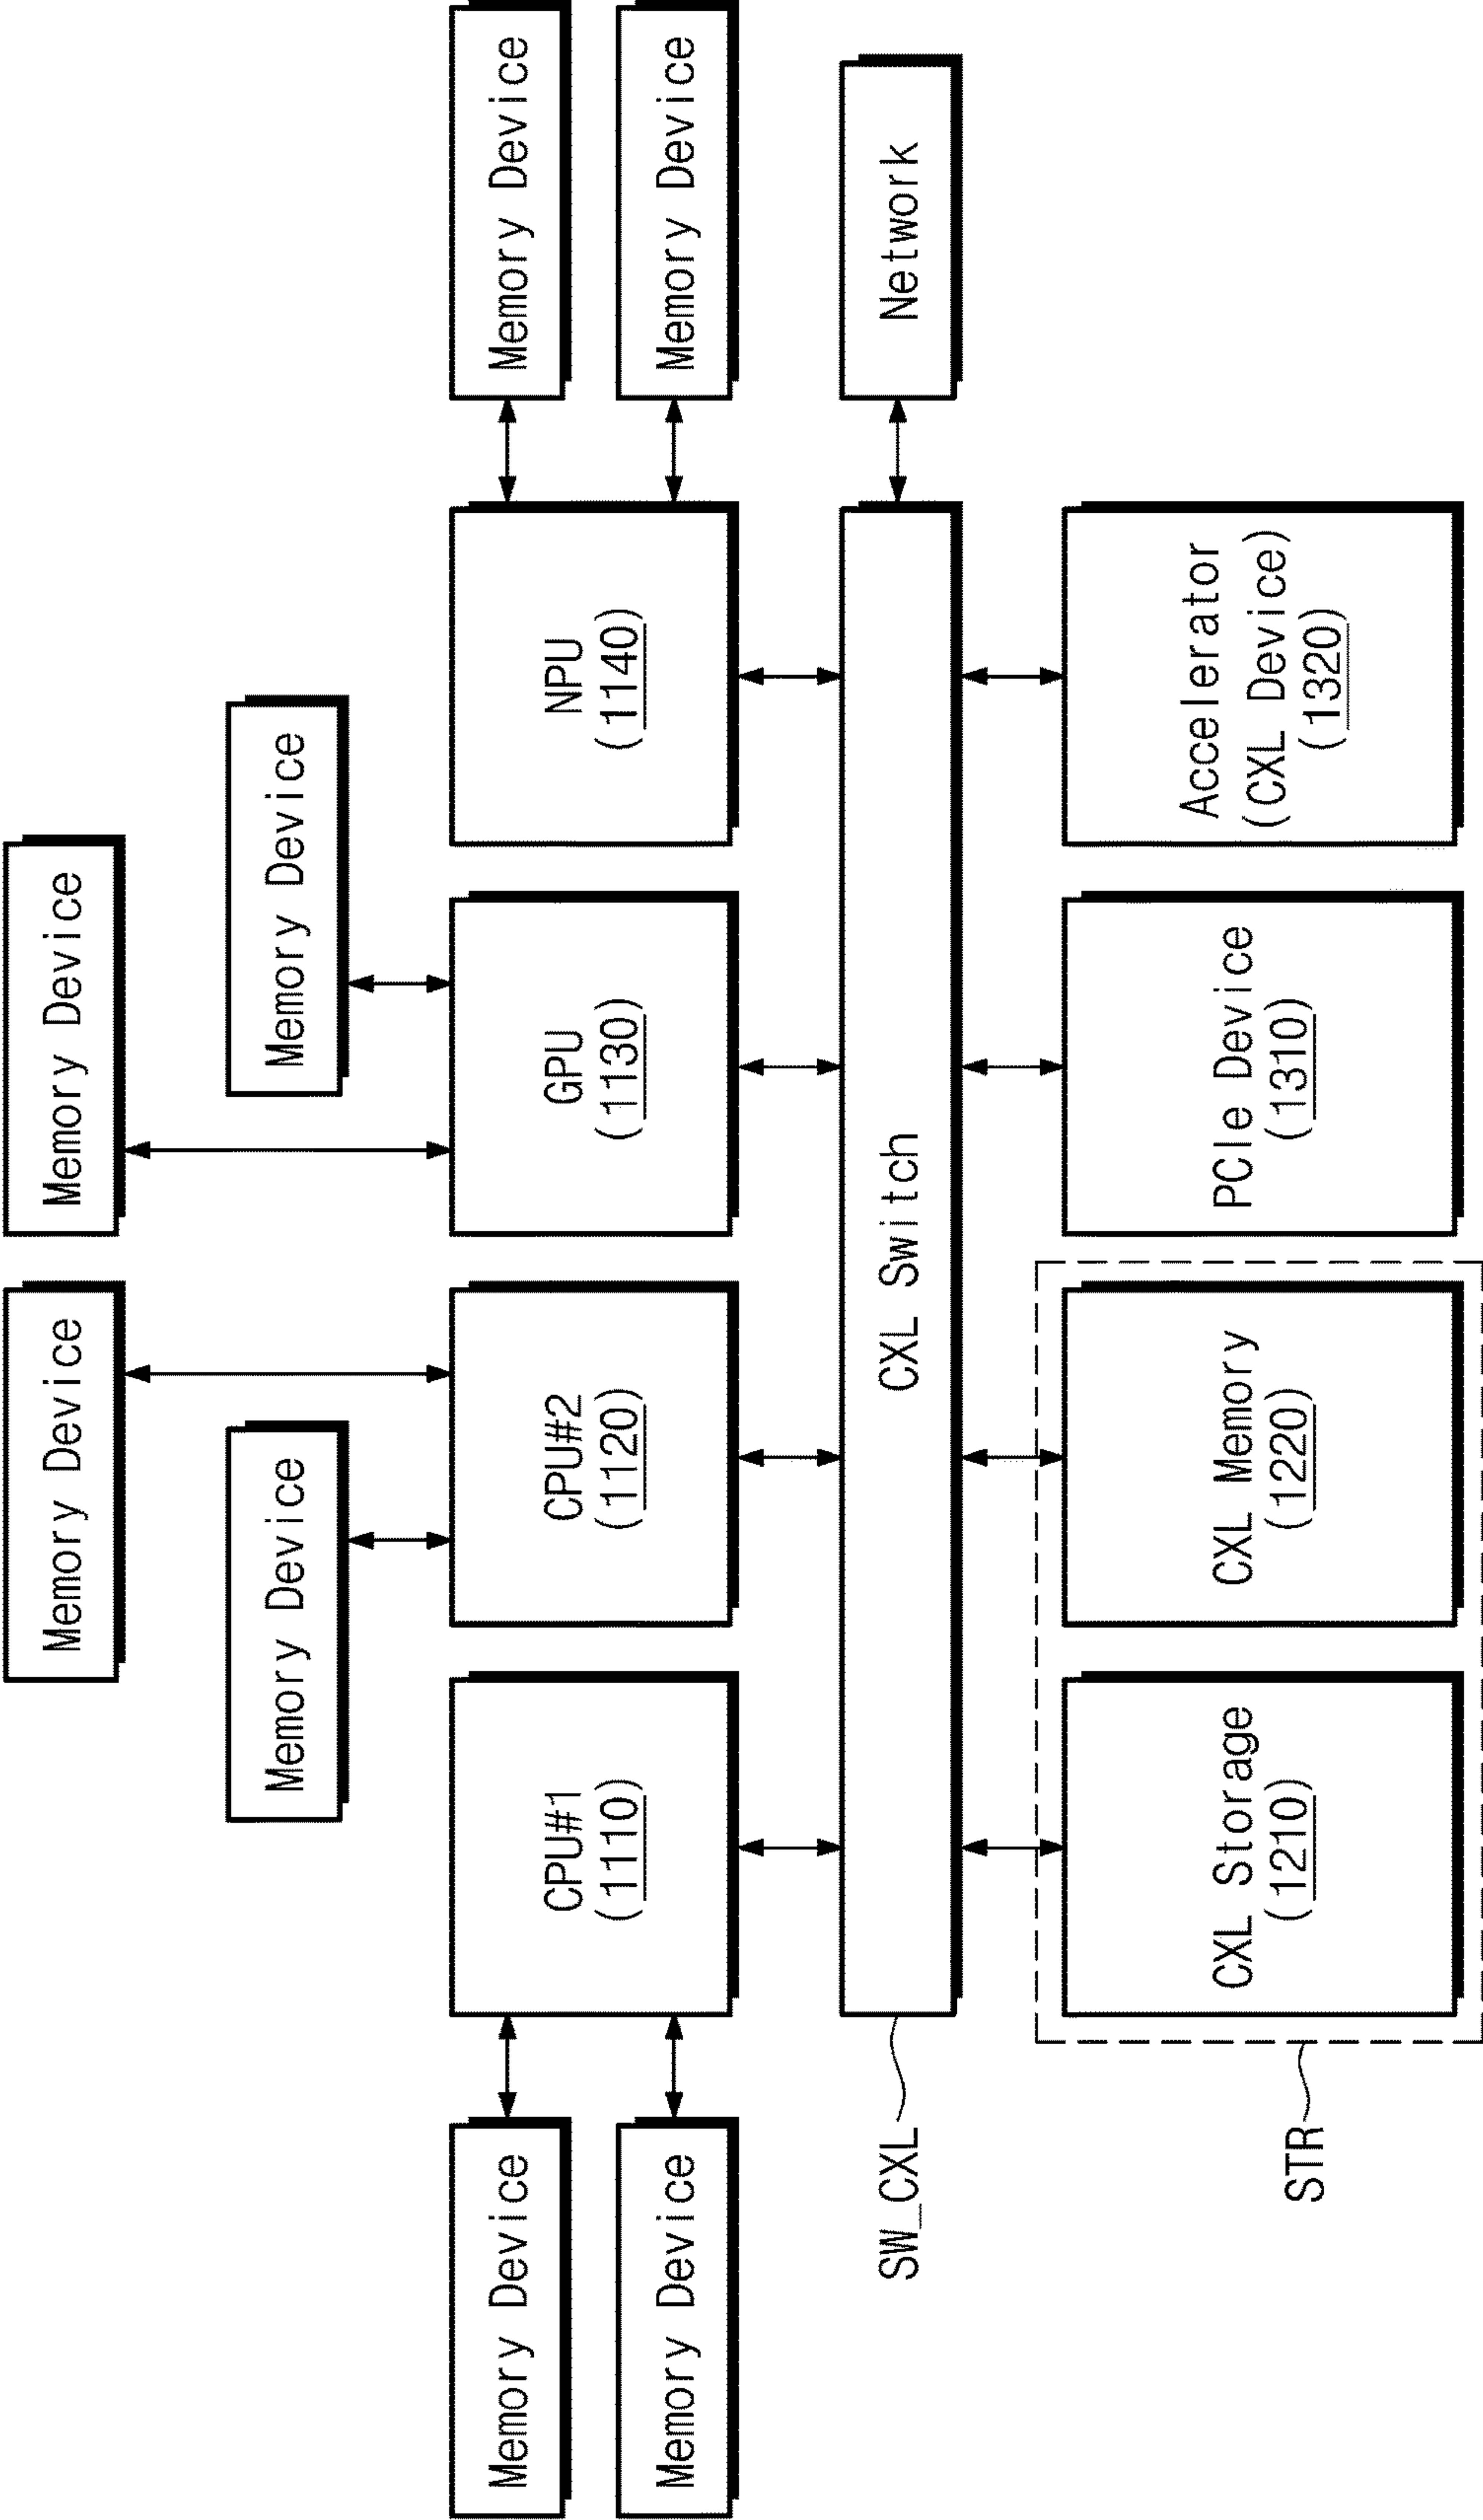 Memory Device
Memory Device
Memory Device
Memory Device
Memory Device
Memory Device
CPU#1
(1110)
CPU#2
(1120)
GPU
(1130)
NPU
(1140)
Memory Device
Memory Device
SW_CXL
CXL Switch
Network
CXL Storage
(1210)
CXL Memory
(1220)
PCIe Device
(1310)
Accelerator
(CXL Device)
(1320)
STR